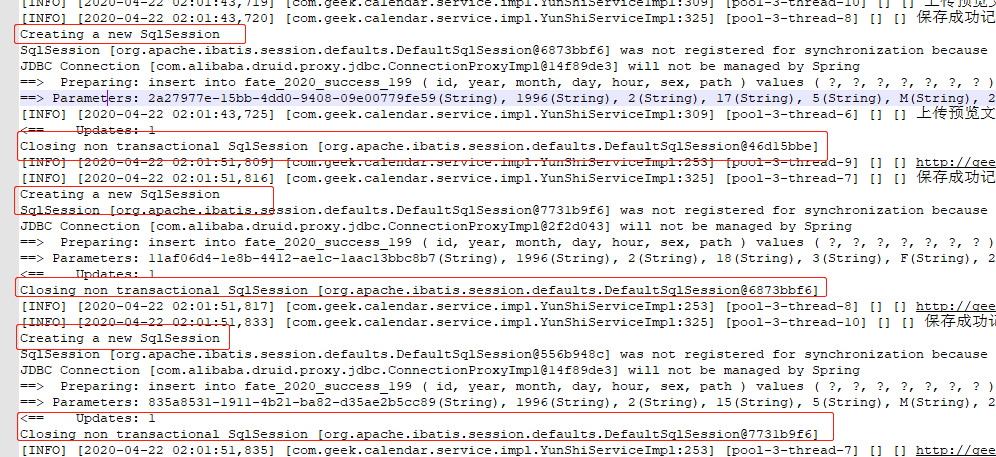 [INFO] [2020-04-22 02:01:43,719] [com.geek.calendar.service.impl.YunShiServiceImpl:309] [pool-3-thread-10] [] [] 上传预览文
[INFO] [2020-04-22 02:01:43,720] [com.geek.calendar.service.impl.YunShiServiceImpl:325] [pool-3-thread-8] [] [] 保存成功记
Creating a new SqlSession
SqlSession [org.apache.ibatis.session.defaults.DefaultSqlSession@6873bbf6] was not registered for synchronization because
JDBC Connection [com.alibaba.druid.proxy.jdbc.ConnectionProxyImpl@14f89de3] will not be managed by Spring
==>  Preparing: insert into fate_2020_success_199 ( id, year, month, day, hour, sex, path ) values ( ?, ?, ?, ?, ?, ?, ? )
==> Parameters: 2a27977e-15bb-4dd0-9408-09e00779fe59(String), 1996(String), 2(String), 17(String), 5(String), M(String), 2
[INFO] [2020-04-22 02:01:43,725] [com.geek.calendar.service.impl.YunShiServiceImpl:309] [pool-3-thread-6] [] [] 上传预览文
<==    Updates: 1
Closing non transactional SqlSession [org.apache.ibatis.session.defaults.DefaultSqlSession@46d15bbe]
[INFO] [2020-04-22 02:01:51,809] [com.geek.calendar.service.impl.YunShiServiceImpl:253] [pool-3-thread-9] [] [] http://gee
[INFO] [2020-04-22 02:01:51,816] [com.geek.calendar.service.impl.YunShiServiceImpl:325] [pool-3-thread-7] [] [] 保存成功记
Creating a new SqlSession
SqlSession [org.apache.ibatis.session.defaults.DefaultSqlSession@7731b9f6] was not registered for synchronization because
JDBC Connection [com.alibaba.druid.proxy.jdbc.ConnectionProxyImpl@2f2d043] will not be managed by Spring
==>  Preparing: insert into fate_2020_success_199 ( id, year, month, day, hour, sex, path ) values ( ?, ?, ?, ?, ?, ?, ? )
==> Parameters: 11af06d4-1e8b-4412-ae1c-1aac13bbc8b7(String), 1996(String), 2(String), 18(String), 3(String), F(String), 2
<==    Updates: 1
Closing non transactional SqlSession [org.apache.ibatis.session.defaults.DefaultSqlSession@6873bbf6]
[INFO] [2020-04-22 02:01:51,817] [com.geek.calendar.service.impl.YunShiServiceImpl:253] [pool-3-thread-8] [] [] http://gee
[INFO] [2020-04-22 02:01:51,833] [com.geek.calendar.service.impl.YunShiServiceImpl:325] [pool-3-thread-10] [] [] 保存成功记
Creating a new SqlSession
SqlSession [org.apache.ibatis.session.defaults.DefaultSqlSession@556b948c] was not registered for synchronization because
JDBC Connection [com.alibaba.druid.proxy.jdbc.ConnectionProxyImpl@14f89de3] will not be managed by Spring
==>  Preparing: insert into fate_2020_success_199 ( id, year, month, day, hour, sex, path ) values ( ?, ?, ?, ?, ?, ?, ? )
==> Parameters: 835a8531-1911-4b21-ba82-d35ae2b5cc89(String), 1996(String), 2(String), 15(String), 5(String), M(String), 2
<==    Updates: 1
Closing non transactional SqlSession [org.apache.ibatis.session.defaults.DefaultSqlSession@7731b9f6]
[INFO] [2020-04-22 02:01:51,835] [com.geek.calendar.service.impl.YunShiServiceImpl:253] [pool-3-thread-7] [] [] http://gee